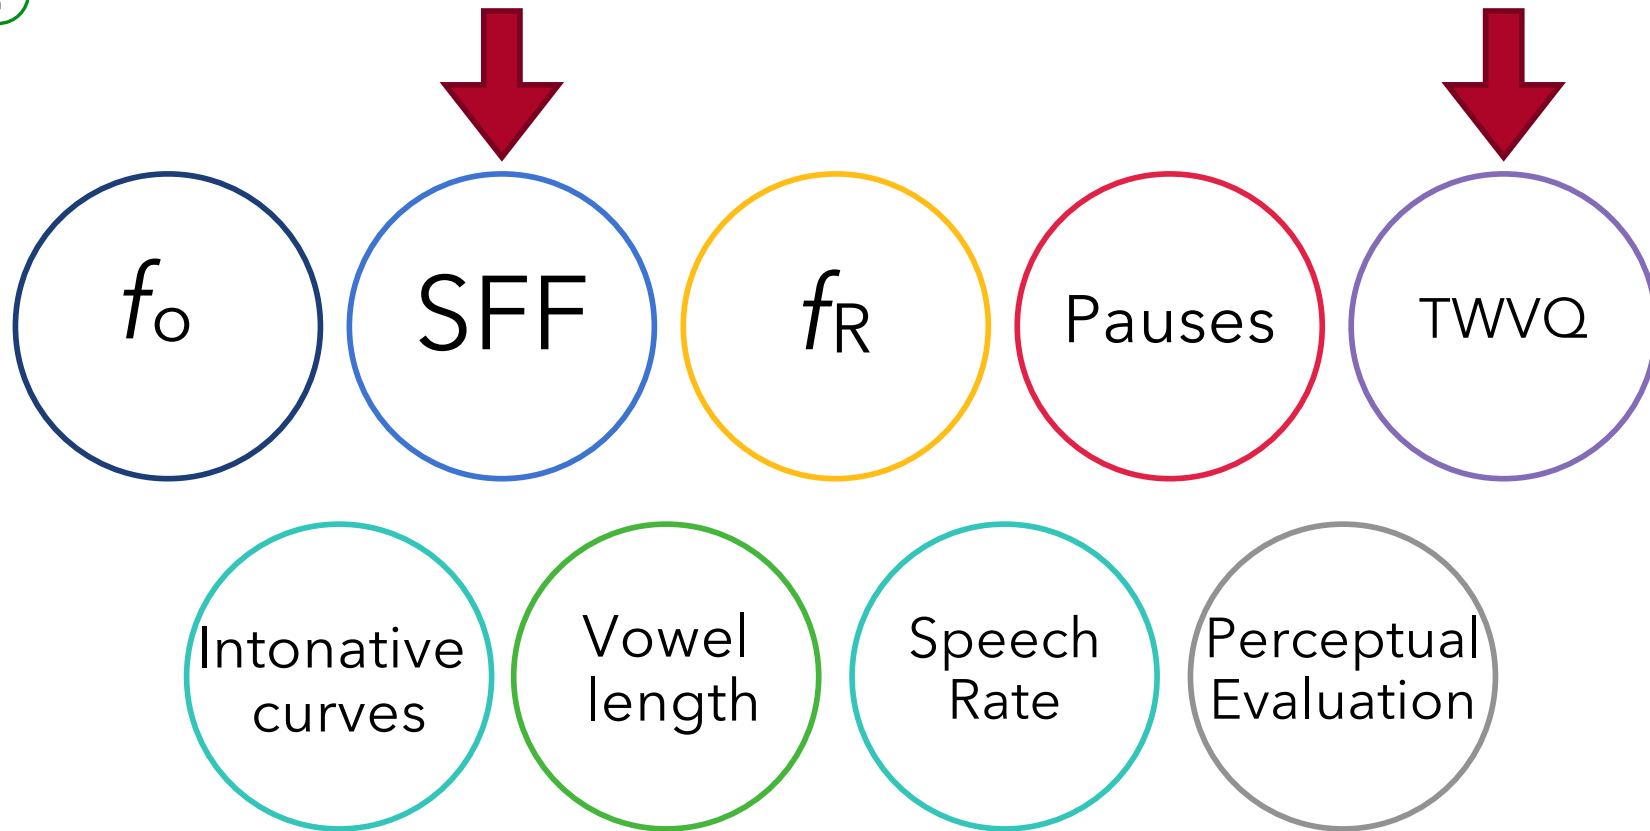 fo
SFF
fR
Pauses
TWVQ
Intonative
curves
Vowel
length
Speech
Rate
Perceptual
Evaluation